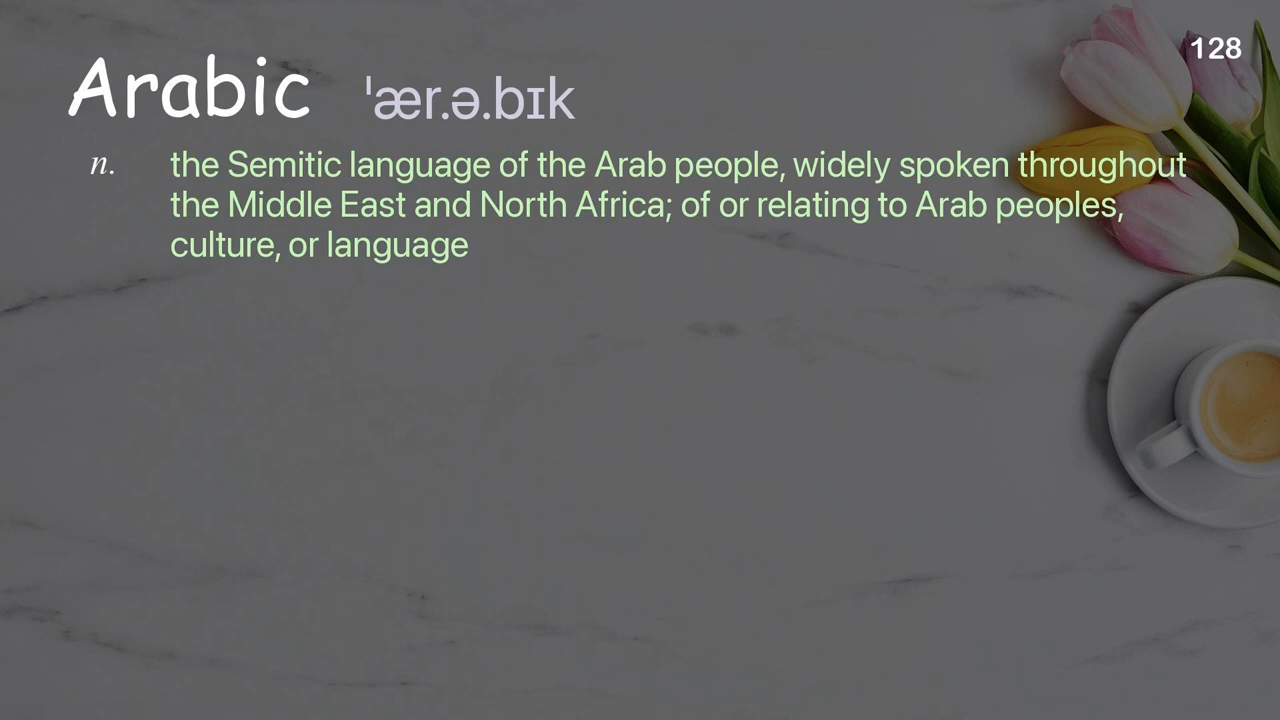 128
Arabic ˈær.ə.bɪk
n. the Semitic language of the Arab people, widely spoken throughout
the Middle East and North Africa; of or relating to Arab peoples,
culture, or language